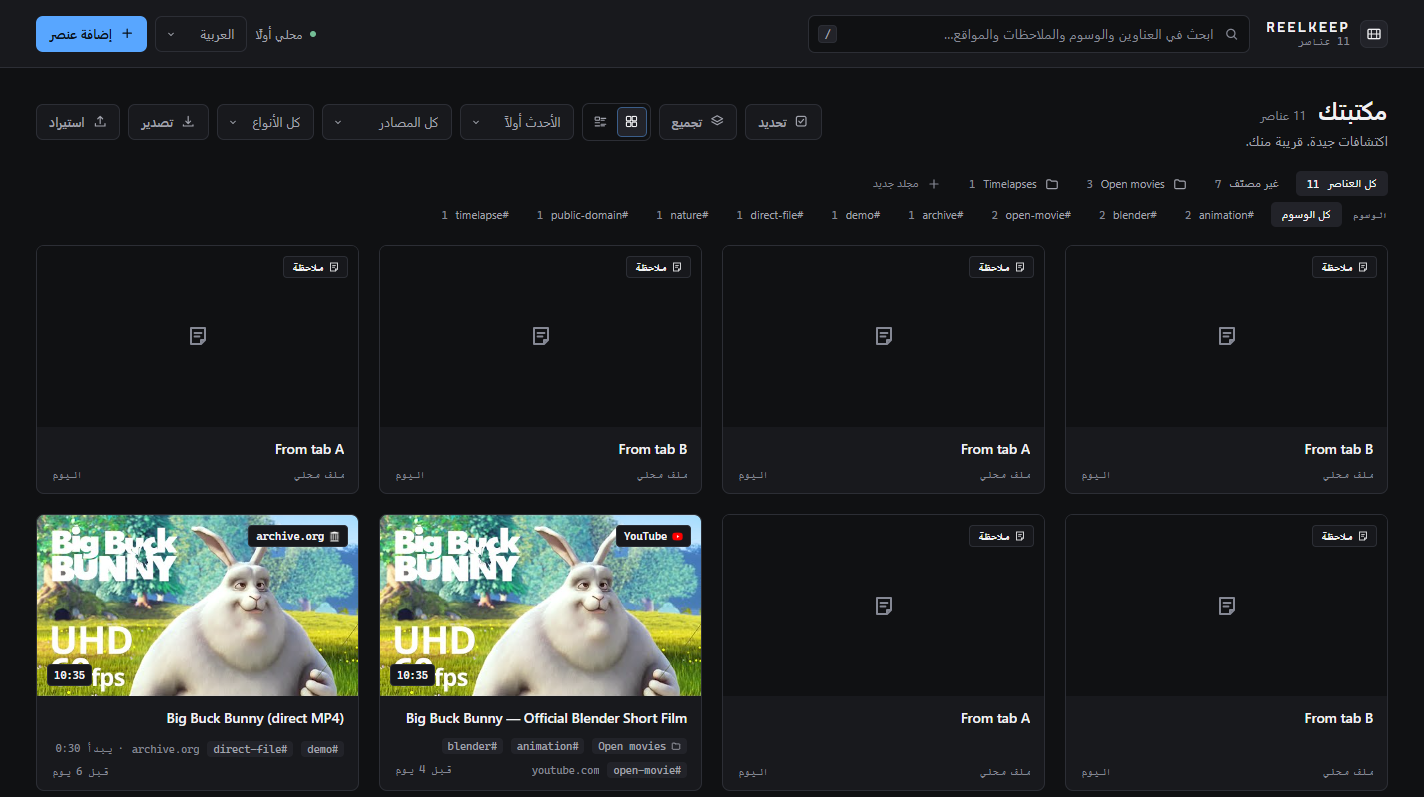 REELKEEP
11 عناصر
ابحث في العناوين والوسوم والملاحظات والمواقع...
/
محلي أولًا
العربية
إضافة عنصر
مكتبتك 11 عناصر
اكتشافات جيدة، قريبة منك.
تحديد
تجميع
الأحدث أولاً
كل المصادر
كل الأنواع
تصدير
استيراد
كل العناصر 11
غير مصنّف 7
Open movies 3
Timelapses 1
مجلد جديد
الوسوم
كل الوسوم
#animation 2
#blender 2
#open-movie 2
#archive 1
#demo 1
#direct-file 1
#nature 1
#public-domain 1
#timelapse 1
ملاحظة
From tab B
ملف محلي
اليوم
ملاحظة
From tab A
ملف محلي
اليوم
ملاحظة
From tab B
ملف محلي
اليوم
ملاحظة
From tab A
ملف محلي
اليوم
ملاحظة
From tab B
ملف محلي
اليوم
ملاحظة
From tab A
ملف محلي
اليوم
YouTube
Big Buck
BUNNY
UHD
fps
10:35
Big Buck Bunny — Official Blender Short Film
Open movies
#animation
#blender
#open-movie
youtube.com
قبل 4 يوم
archive.org
Big Buck
BUNNY
UHD
fps
10:35
Big Buck Bunny (direct MP4)
#demo
#direct-file
archive.org
· يبدأ 0:30
قبل 6 يوم